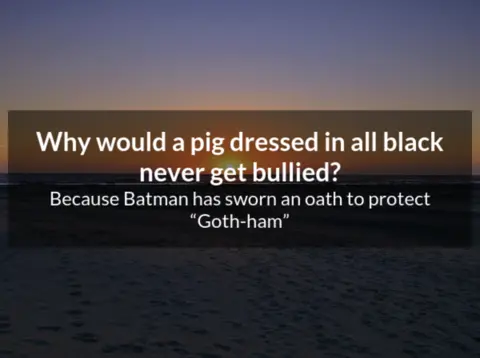 Why would a pig dressed in all black
never get bullied?
Because Batman has sworn an oath to protect
“Goth-ham”